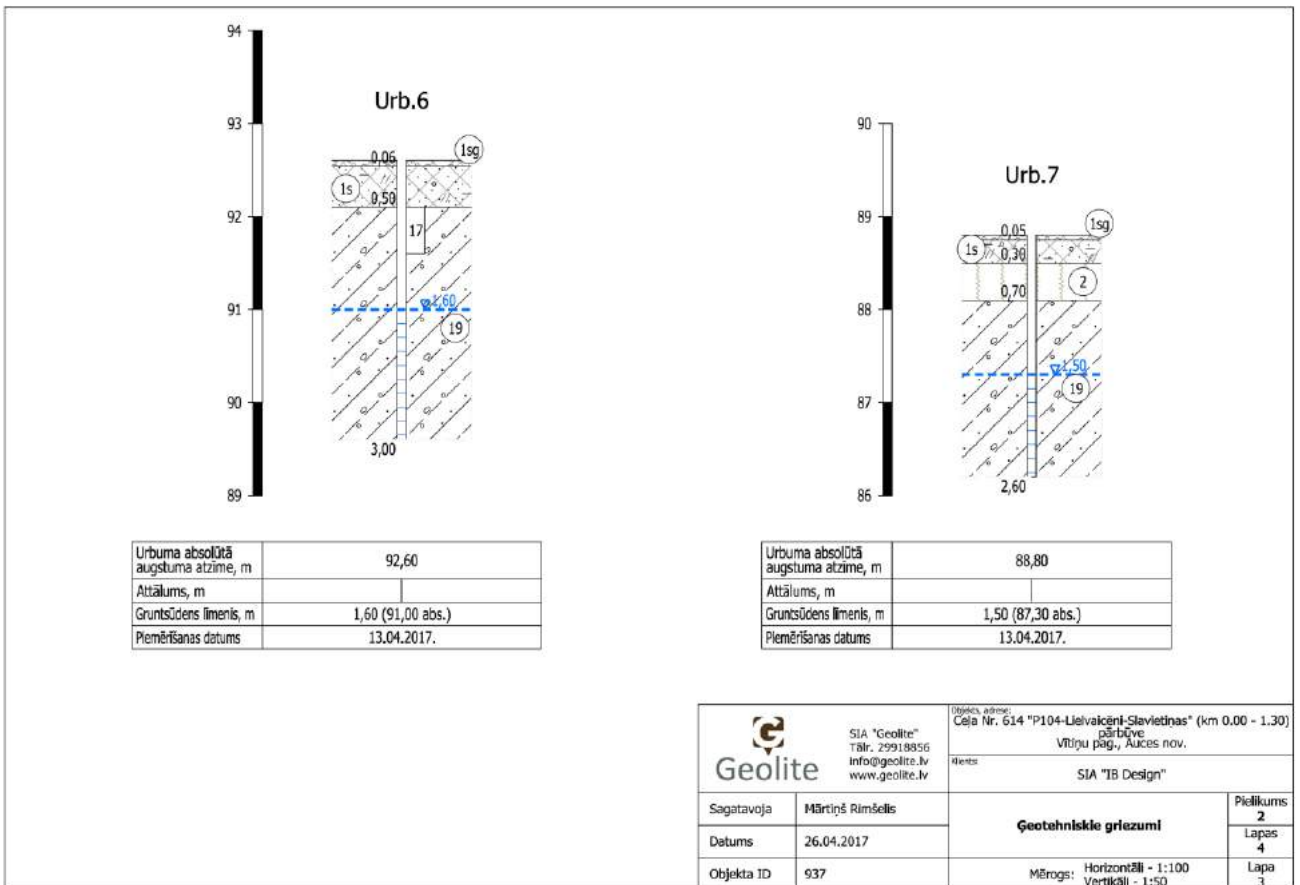 94
93
92
91
90
89
Urb.6
0,06
1sg
1s
0,50
17
1,60
19
3,00
90
89
88
87
86
Urb.7
0,05
1sg
1s
0,30
2
0,70
1,50
19
2,60
Urbuma absolūtā
augstuma atzīme, m
92,60
Attālums, m
Gruntsūdens līmenis, m
1,60 (91,00 abs.)
Piemērīšanas datums
13.04.2017.
Urbuma absolūtā
augstuma atzīme, m
88,80
Attālums, m
Gruntsūdens līmenis, m
1,50 (87,30 abs.)
Piemērīšanas datums
13.04.2017.
Geolite
SIA "Geolite"
Tālr. 29918856
info@geolite.lv
www.geolite.lv
Objekts, adrese:
Ceļa Nr. 614 "P104-Lielvaicēni-Slavietiņas" (km 0.00 - 1.30)
pārbūve
Vītiņu pag., Auces nov.
Klients:
SIA "IB Design"
Sagatavoja
Mārtiņš Rimšelis
Datums
26.04.2017
Objekta ID
937
Ģeotehniskie griezumi
Mērogs:
Horizontāli - 1:100
Vertikāli - 1:50
Pielikums
2
Lapas
4
Lapa
3